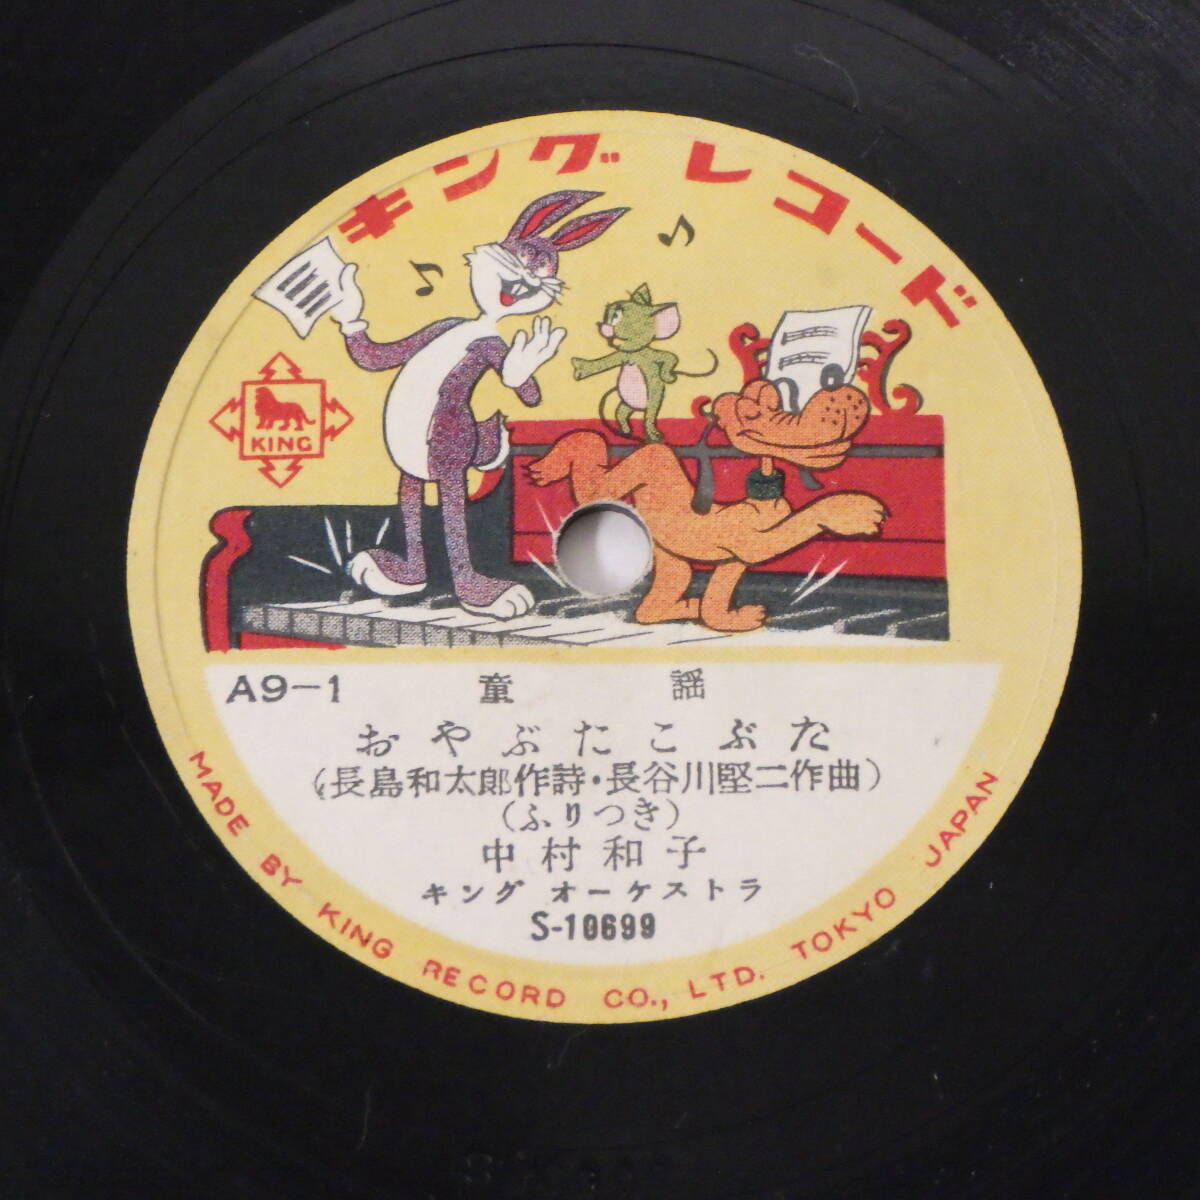 キング レコード
KING
A9-1 童謡
おやぶたこぶた
(長島和太郎作詩・長谷川堅二作曲)
(ふりつき)
中村和子
キング オーケストラ
S-10699
MADE BY KING RECORD CO., LTD. TOKYO JAPAN